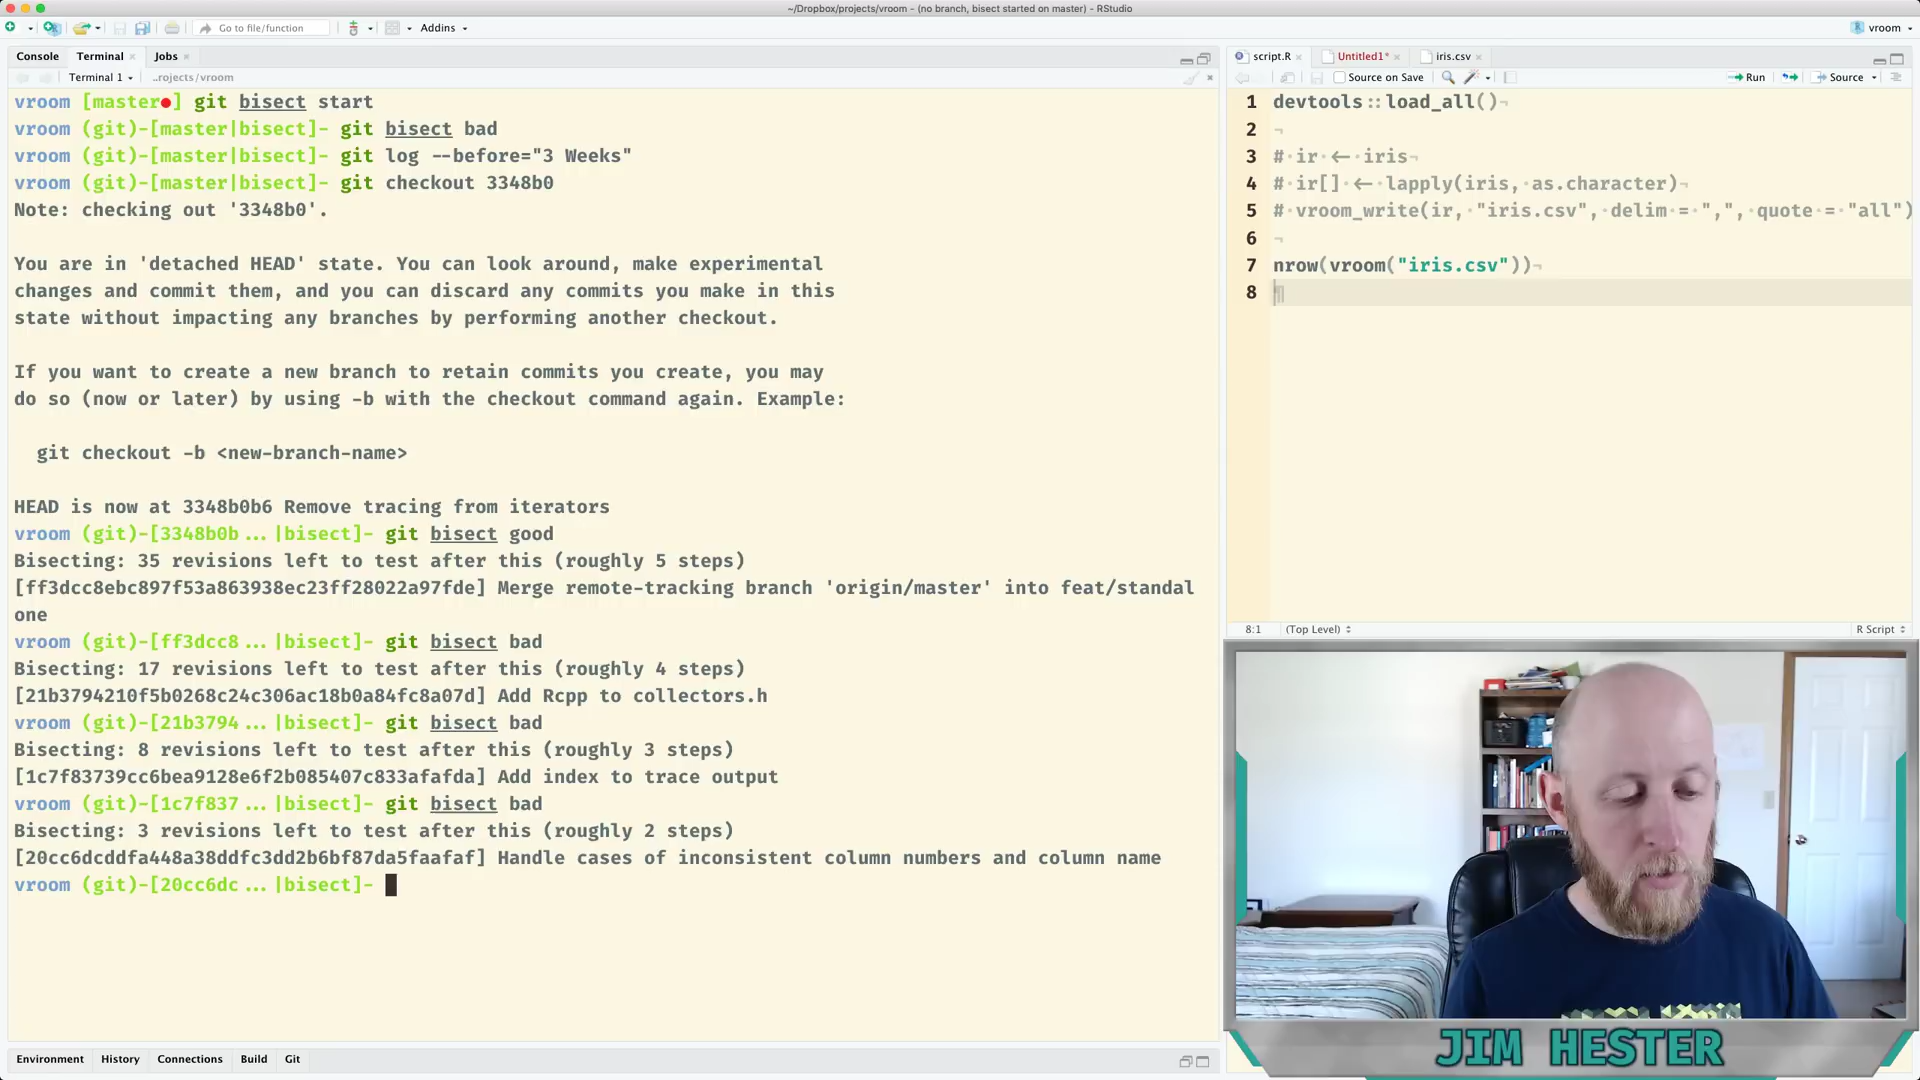 ~/Dropbox/projects/vroom - (no branch, bisect started on master) - RStudio
Go to file/function
Addins
vroom
Console Terminal Jobs
Terminal 1 ..rojects/vroom
vroom [master●] git bisect start
vroom (git)-[master|bisect]- git bisect bad
vroom (git)-[master|bisect]- git log --before="3 Weeks"
vroom (git)-[master|bisect]- git checkout 3348b0
Note: checking out '3348b0'.
You are in 'detached HEAD' state. You can look around, make experimental
changes and commit them, and you can discard any commits you make in this
state without impacting any branches by performing another checkout.
If you want to create a new branch to retain commits you create, you may
do so (now or later) by using -b with the checkout command again. Example:
git checkout -b <new-branch-name>
HEAD is now at 3348b0b6 Remove tracing from iterators
vroom (git)-[3348b0b...|bisect]- git bisect good
Bisecting: 35 revisions left to test after this (roughly 5 steps)
[ff3dcc8ebc897f53a863938ec23ff28022a97fde] Merge remote-tracking branch 'origin/master' into feat/standal
one
vroom (git)-[ff3dcc8...|bisect]- git bisect bad
Bisecting: 17 revisions left to test after this (roughly 4 steps)
[21b3794210f5b0268c24c306ac18b0a84fc8a07d] Add Rcpp to collectors.h
vroom (git)-[21b3794...|bisect]- git bisect bad
Bisecting: 8 revisions left to test after this (roughly 3 steps)
[1c7f83739cc6bea9128e6f2b085407c833afafda] Add index to trace output
vroom (git)-[1c7f837...|bisect]- git bisect bad
Bisecting: 3 revisions left to test after this (roughly 2 steps)
[20cc6dcddfa448a38ddfc3dd2b6bf87da5faafaf] Handle cases of inconsistent column numbers and column name
vroom (git)-[20cc6dc...|bisect]-
Environment History Connections Build Git
script.R Untitled1* iris.csv
Source on Save Run Source
1 devtools::load_all()¬
2 ¬
3 #·ir·<-·iris¬
4 #·ir[]·<-·lapply(iris,·as.character)¬
5 #·vroom_write(ir,·"iris.csv",·delim·=·",",·quote·=·"all")
6 ¬
7 nrow(vroom("iris.csv"))¬
8 ¶
8:1 (Top Level) R Script
JIM HESTER